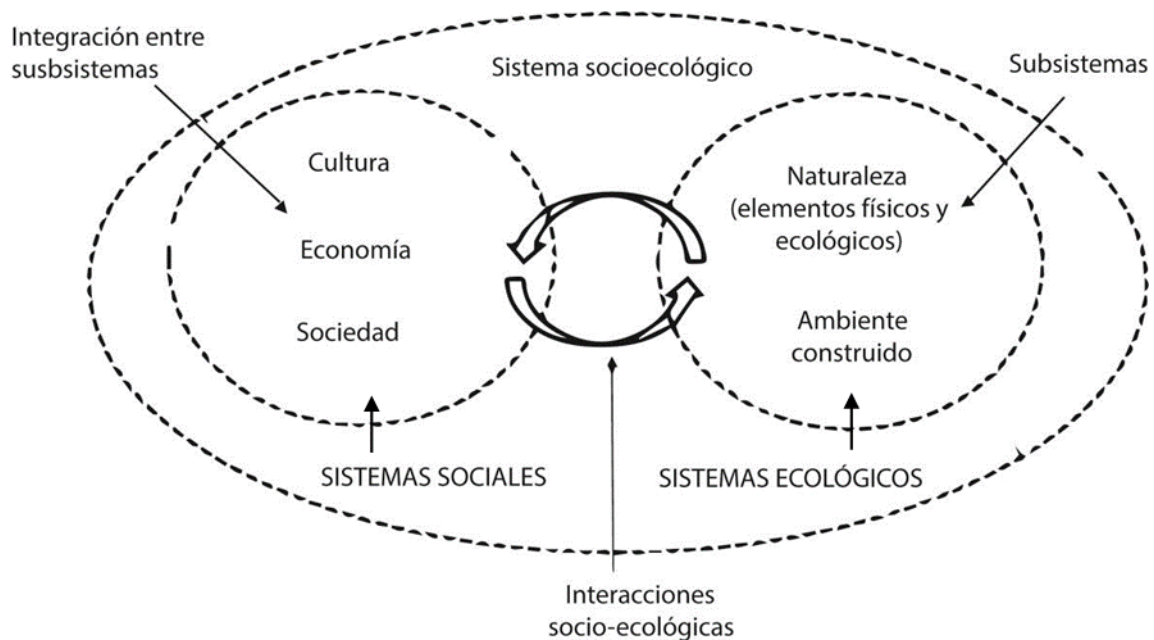 Integración entre
susbsistemas
Sistema socioecológico
Subsistemas
Cultura
Economía
Sociedad
Naturaleza
(elementos físicos y
ecológicos)
Ambiente
construido
SISTEMAS SOCIALES
SISTEMAS ECOLÓGICOS
Interacciones
socio-ecológicas